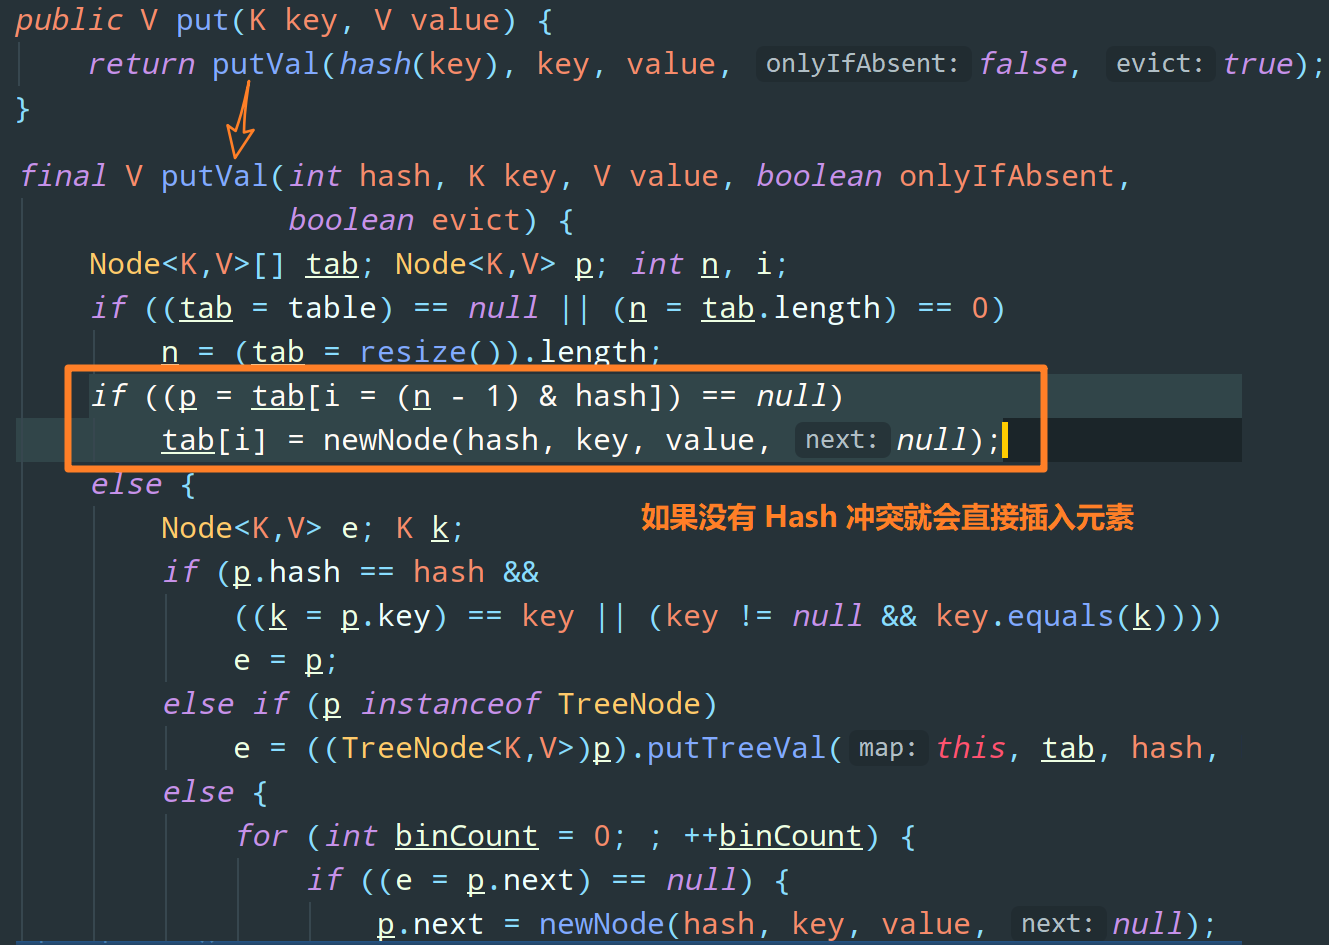 public V put(K key, V value) {
return putVal(hash(key), key, value, onlyIfAbsent: false, evict: true);
}
final V putVal(int hash, K key, V value, boolean onlyIfAbsent,
boolean evict) {
Node<K,V>[] tab; Node<K,V> p; int n, i;
if ((tab = table) == null || (n = tab.length) == 0)
n = (tab = resize()).length;
if ((p = tab[i = (n - 1) & hash]) == null)
tab[i] = newNode(hash, key, value, next: null);
else {
如果没有 Hash 冲突就会直接插入元素
Node<K,V> e; K k;
if (p.hash == hash &&
((k = p.key) == key || (key != null && key.equals(k))))
e = p;
else if (p instanceof TreeNode)
e = ((TreeNode<K,V>)p).putTreeVal( map: this, tab, hash,
else {
for (int binCount = 0; ; ++binCount) {
if ((e = p.next) == null) {
p.next = newNode(hash, key, value, next: null);